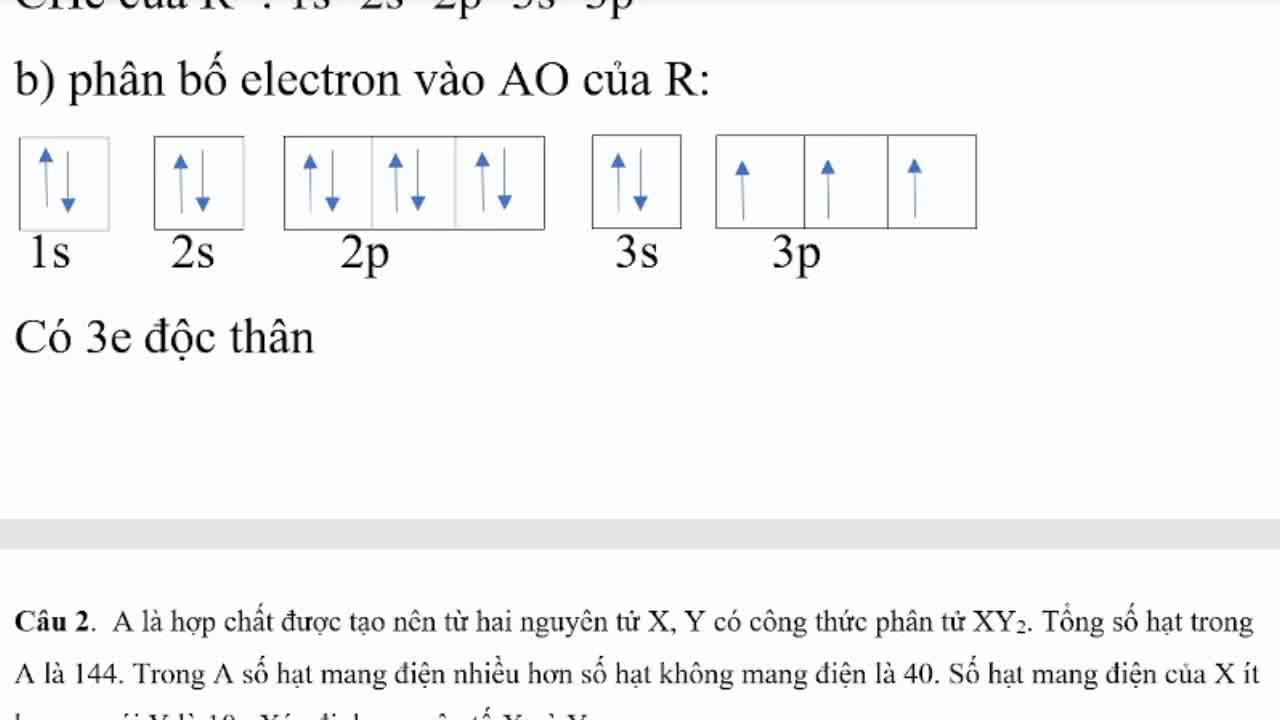 b) phân bố electron vào AO của R:
1s 2s 2p 3s 3p
Có 3e độc thân
Câu 2. A là hợp chất được tạo nên từ hai nguyên tử X, Y có công thức phân tử XY₂. Tổng số hạt trong
A là 144. Trong A số hạt mang điện nhiều hơn số hạt không mang điện là 40. Số hạt mang điện của X ít